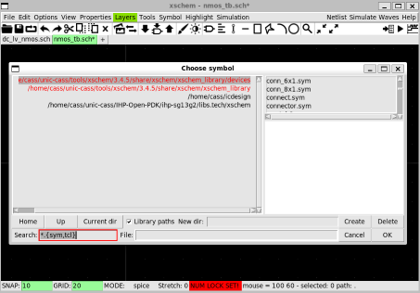 xschem - nmos_tb.sch*
File Edit Options View Properties Layers Tools Symbol Highlight Simulation Netlist Simulate Waves Help
dc_lv_nmos.sch nmos_tb.sch* +
Choose symbol
e/cass/unic-cass/tools/xschem/3.4.5/share/xschem/xschem_library/devices
/home/cass/unic-cass/tools/xschem/3.4.5/share/xschem/xschem_library
/home/cass/icdesign
/home/cass/unic-cass/IHP-Open-PDK/ihp-sg13g2/libs.tech/xschem
conn_6x1.sym
conn_8x1.sym
connect.sym
connector.sym
Home Up Current dir Library paths New dir: Create Delete
Search: *.{sym,tcl} File: Cancel OK
SNAP: 10 GRID: 20 MODE: spice Stretch: 0 NUM LOCK SET! mouse = 100 60 - selected: 0 path: .